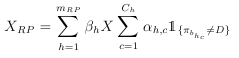 $X_{RP} = \sum_{h=1}^{m_{RP}} \beta_h X \sum_{c=1}^{C_h} \alpha_{h,c} \mathbb{1}_{\{\pi_{b_{h_c}} \neq D\}}$